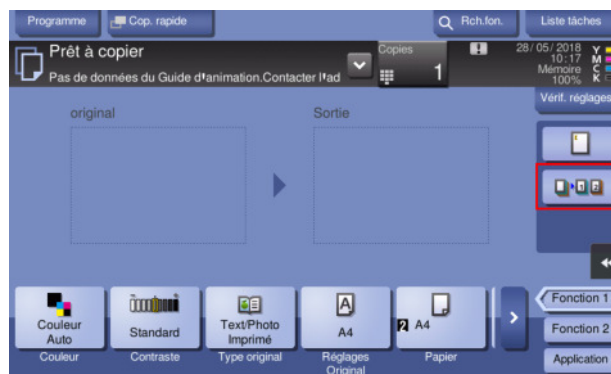 Programme
Cop. rapide
Rch.fon.
Liste tâches
Prêt à copier
Pas de données du Guide d'animation.Contacter l'ad
Copies
1
28/05/2018
10:17
Mémoire
100%
Y
M
C
K
Vérif. réglages
original
Sortie
Couleur
Auto
Standard
Text/Photo
Imprimé
A
A4
2 A4
Couleur
Contraste
Type original
Réglages
Original
Papier
Fonction 1
Fonction 2
Application